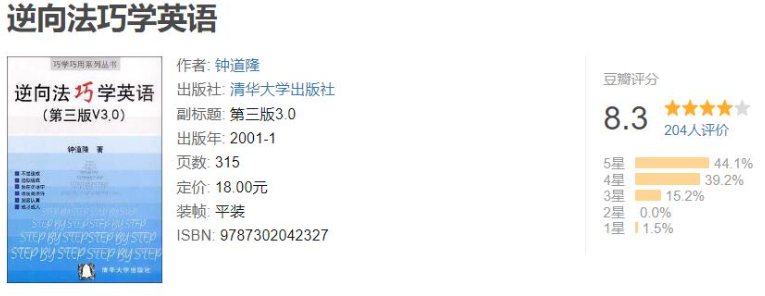 逆向法巧学英语
巧学巧用系列丛书
逆向法巧学英语
(第三版V3.0)
钟道隆 著
STEP BY STEP STEP BY STEP
STEP BY STEP STEP BY STEP
STEP BY STEP STEP BY STEP
清华大学出版社
作者: 钟道隆
出版社: 清华大学出版社
副标题: 第三版3.0
出版年: 2001-1
页数: 315
定价: 18.00元
装帧: 平装
ISBN: 9787302042327
豆瓣评分
8.3
204人评价
5星 44.1%
4星 39.2%
3星 15.2%
2星 0.0%
1星 1.5%